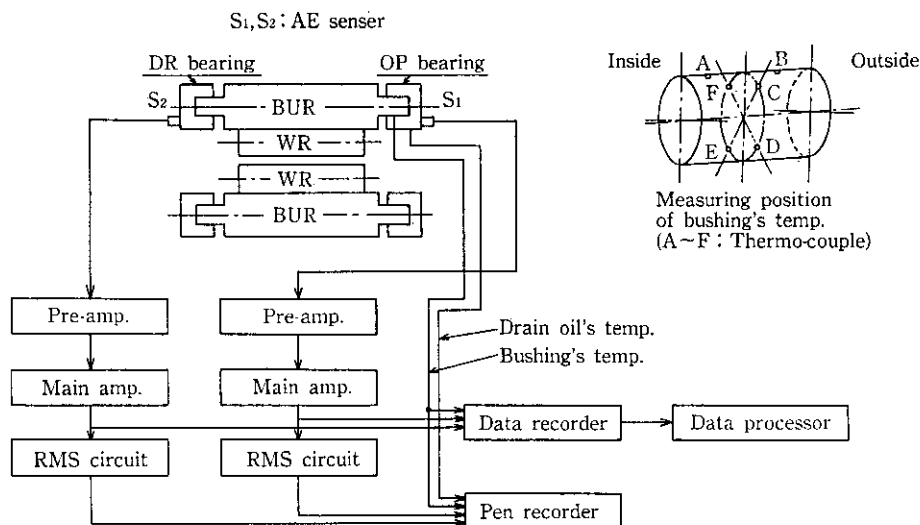 S₁,S₂: AE senser
DR bearing
OP bearing
S₂
BUR
S₁
WR
WR
BUR
Inside
A
B
Outside
F
C
E
D
Measuring position
of bushing's temp.
(A~F: Thermo-couple)
Pre-amp.
Pre-amp.
Drain oil's temp.
Bushing's temp.
Main amp.
Main amp.
Data recorder
Data processor
RMS circuit
RMS circuit
Pen recorder